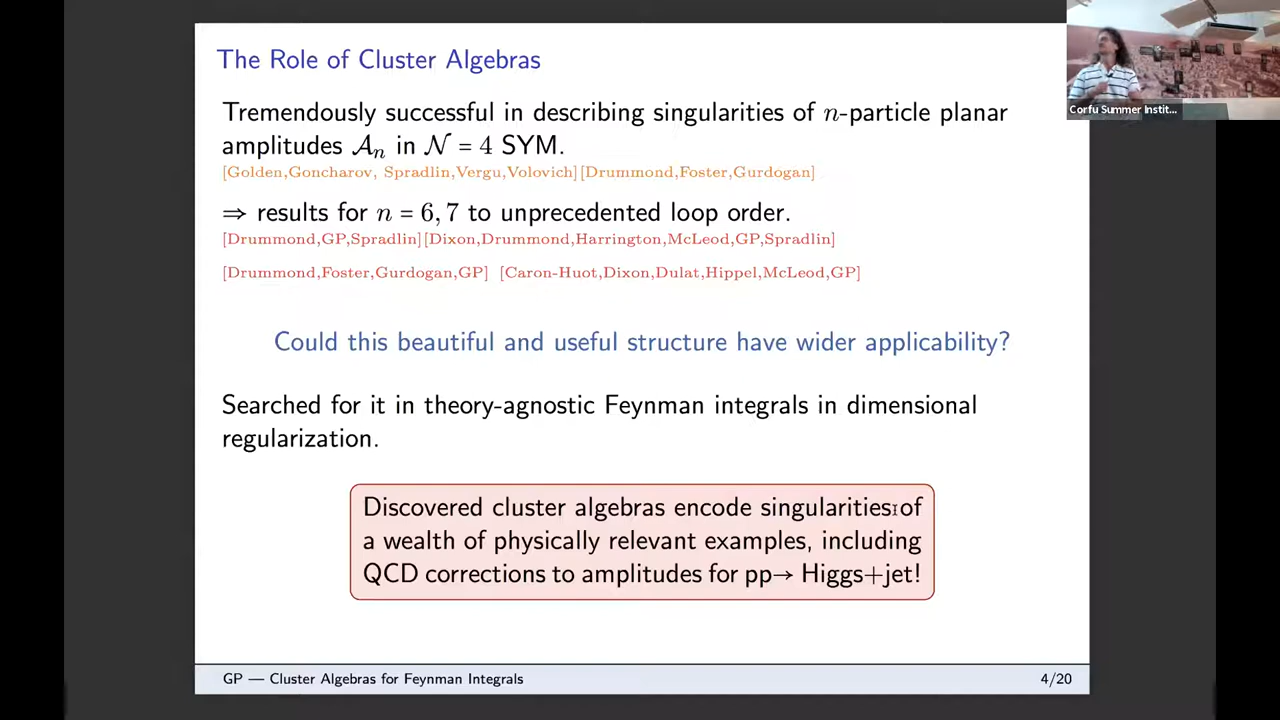 The Role of Cluster Algebras
Tremendously successful in describing singularities of n-particle planar
amplitudes 𝒜ₙ in 𝒩 = 4 SYM.
[Golden,Goncharov, Spradlin,Vergu,Volovich][Drummond,Foster,Gurdogan]
⇒ results for n = 6, 7 to unprecedented loop order.
[Drummond,GP,Spradlin][Dixon,Drummond,Harrington,McLeod,GP,Spradlin]
[Drummond,Foster,Gurdogan,GP] [Caron-Huot,Dixon,Dulat,Hippel,McLeod,GP]
Could this beautiful and useful structure have wider applicability?
Searched for it in theory-agnostic Feynman integrals in dimensional
regularization.
Discovered cluster algebras encode singularities of
a wealth of physically relevant examples, including
QCD corrections to amplitudes for pp→ Higgs+jet!
GP — Cluster Algebras for Feynman Integrals
4/20
Corfu Summer Instit...